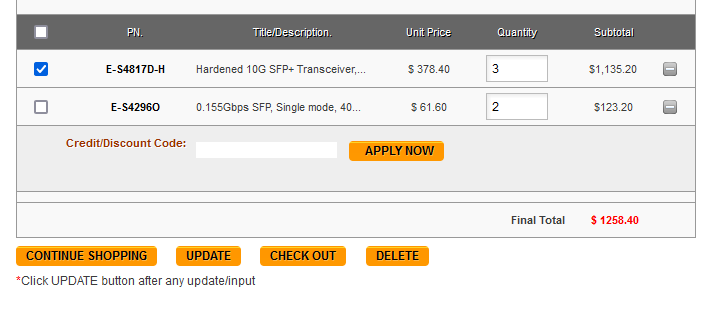 PN. Title/Description. Unit Price Quantity Subtotal
E-S4817D-H Hardened 10G SFP+ Transceiver,... $ 378.40 3 $1,135.20
E-S4296O 0.155Gbps SFP, Single mode, 40... $ 61.60 2 $123.20
Credit/Discount Code: APPLY NOW
Final Total $ 1258.40
CONTINUE SHOPPING UPDATE CHECK OUT DELETE
*Click UPDATE button after any update/input